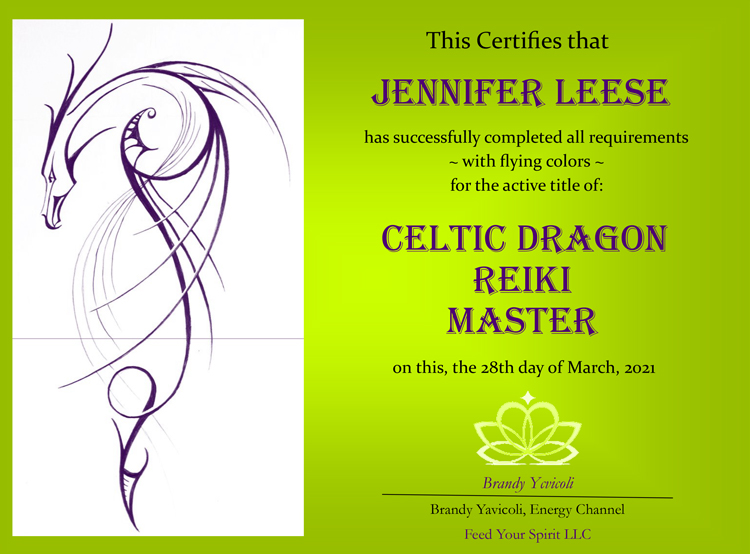 This Certifies that
JENNIFER LEESE
has successfully completed all requirements
~ with flying colors ~
for the active title of:
CELTIC DRAGON
REIKI
MASTER
on this, the 28th day of March, 2021
Brandy Yavicoli
Brandy Yavicoli, Energy Channel
Feed Your Spirit LLC